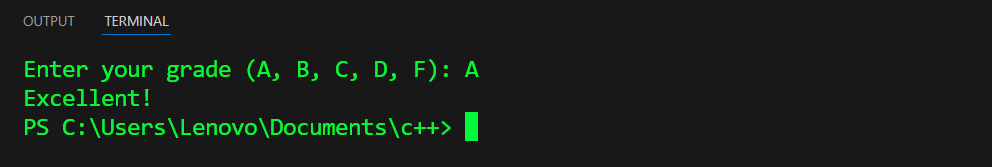 OUTPUT TERMINAL
Enter your grade (A, B, C, D, F): A
Excellent!
PS C:\Users\Lenovo\Documents\c++>